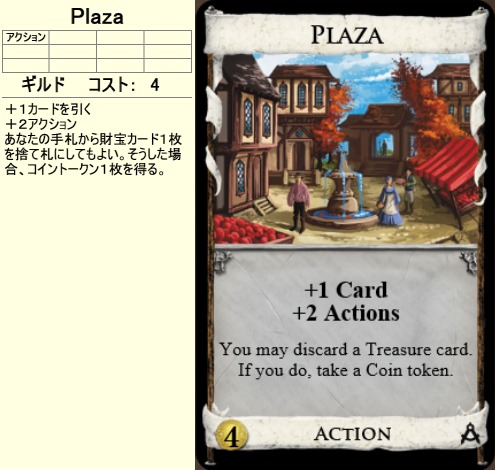 Plaza
アクション
ギルド コスト: 4
＋１カードを引く
＋２アクション
あなたの手札から財宝カード１枚
を捨て札にしてもよい。そうした場
合、コイントークン１枚を得る。
PLAZA
+1 Card
+2 Actions
You may discard a Treasure card.
If you do, take a Coin token.
4
ACTION